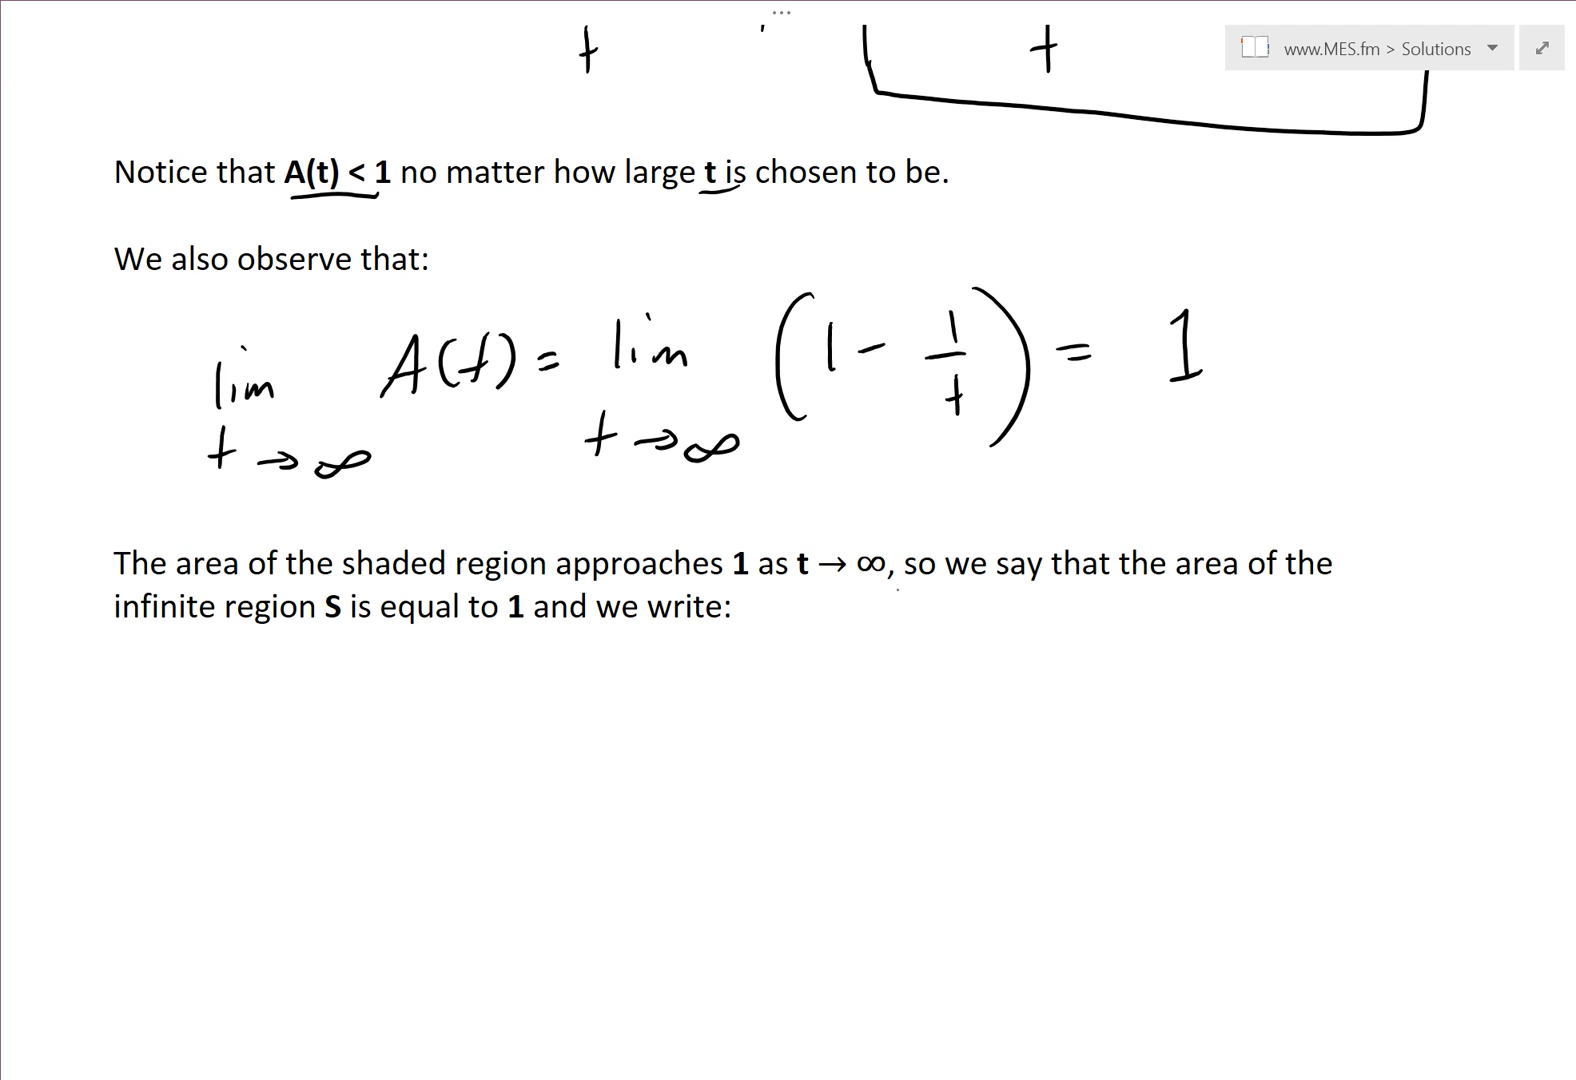 t t
www.MES.fm > Solutions
Notice that A(t) < 1 no matter how large t is chosen to be.
We also observe that:
lim A(t) = lim (1 - 1/t) = 1
t → ∞ t → ∞
The area of the shaded region approaches 1 as t → ∞, so we say that the area of the
infinite region S is equal to 1 and we write: